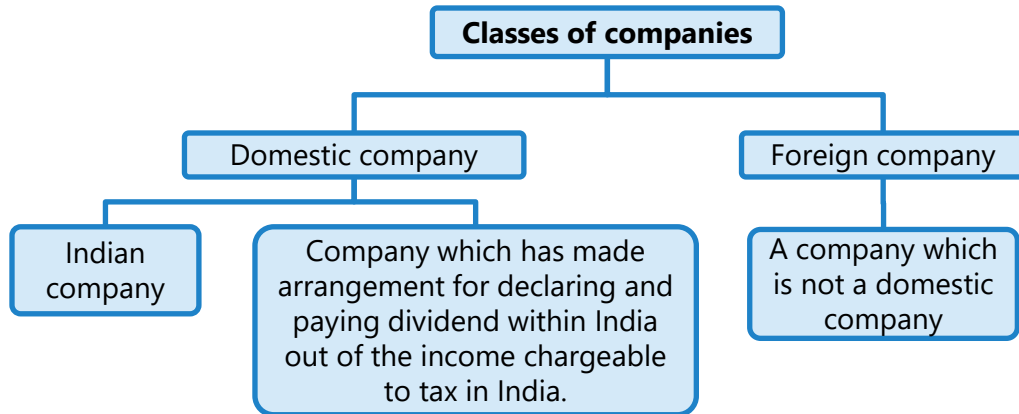 Classes of companies
Domestic company
Foreign company
Indian
company
Company which has made
arrangement for declaring and
paying dividend within India
out of the income chargeable
to tax in India.
A company which
is not a domestic
company